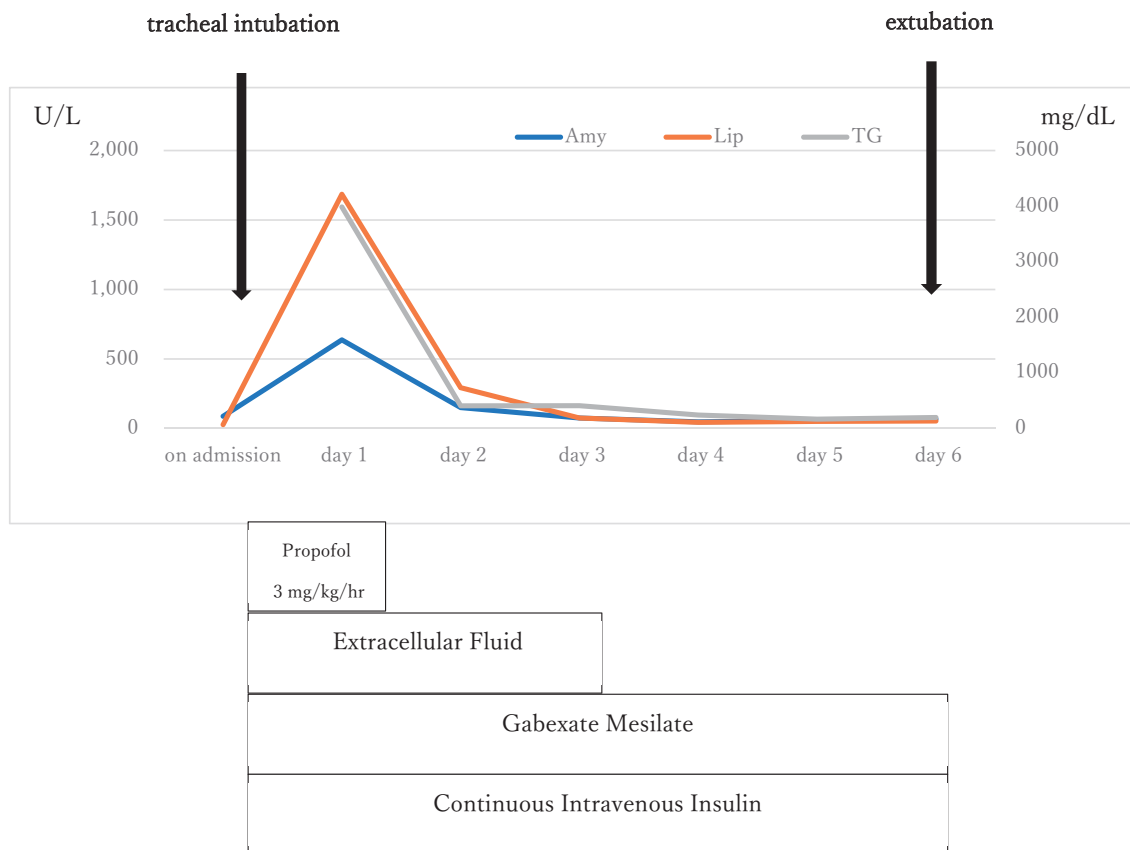 tracheal intubation
extubation
U/L
mg/dL
Amy
Lip
TG
2,000
5000
1,500
4000
3000
1,000
2000
500
1000
0
0
on admission
day 1
day 2
day 3
day 4
day 5
day 6
Propofol
3 mg/kg/hr
Extracellular Fluid
Gabexate Mesilate
Continuous Intravenous Insulin